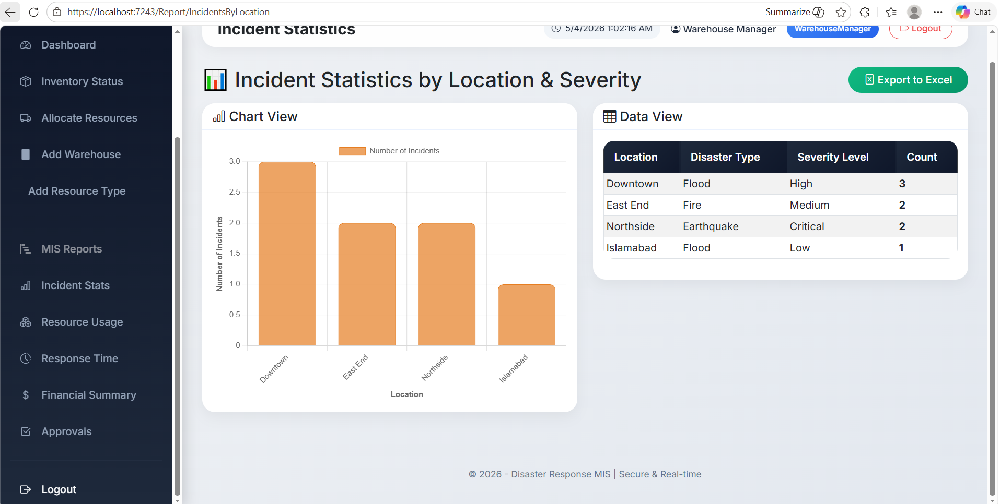 https://localhost:7243/Report/IncidentsByLocation
Summarize
Chat
Dashboard
Inventory Status
Allocate Resources
Add Warehouse
Add Resource Type
MIS Reports
Incident Stats
Resource Usage
Response Time
Financial Summary
Approvals
Logout
Incident Statistics
5/4/2026 1:02:16 AM
Warehouse Manager
WarehouseManager
Logout
Incident Statistics by Location & Severity
Export to Excel
Chart View
Number of Incidents
3.0
2.5
2.0
1.5
1.0
0.5
0
Number of Incidents
Downtown
East End
Northside
Islamabad
Location
Data View
Location Disaster Type Severity Level Count
Downtown Flood High 3
East End Fire Medium 2
Northside Earthquake Critical 2
Islamabad Flood Low 1
© 2026 - Disaster Response MIS | Secure & Real-time